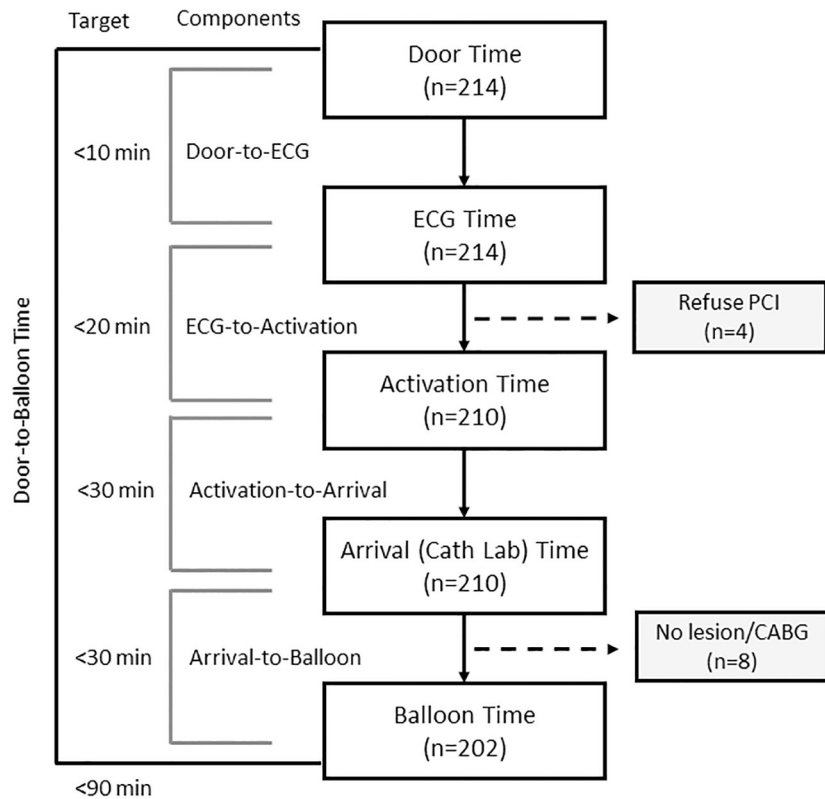 Target
Components
Door Time
(n=214)
<10 min
Door-to-ECG
ECG Time
(n=214)
Refuse PCI
(n=4)
<20 min
ECG-to-Activation
Activation Time
(n=210)
Door-to-Balloon Time
<30 min
Activation-to-Arrival
Arrival (Cath Lab) Time
(n=210)
No lesion/CABG
(n=8)
<30 min
Arrival-to-Balloon
Balloon Time
(n=202)
<90 min